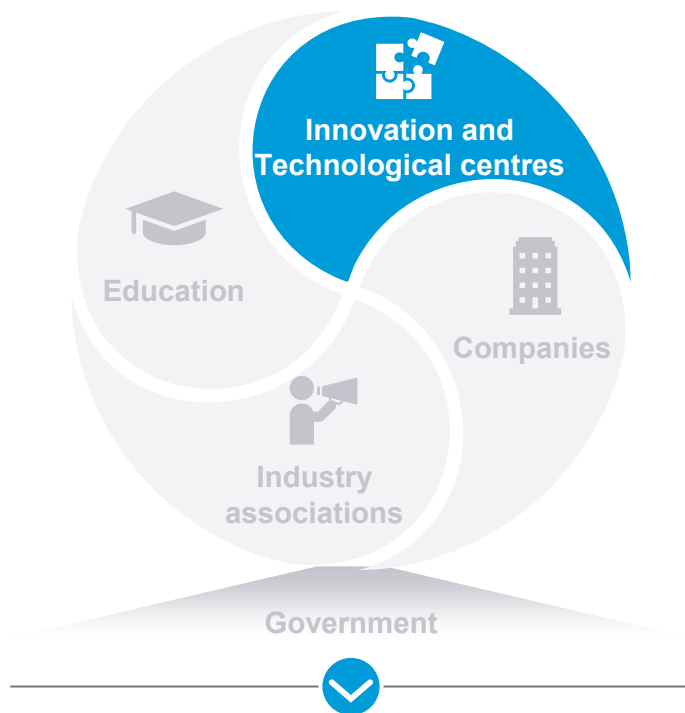 Innovation and
Technological centres
Education
Companies
Industry
associations
Government